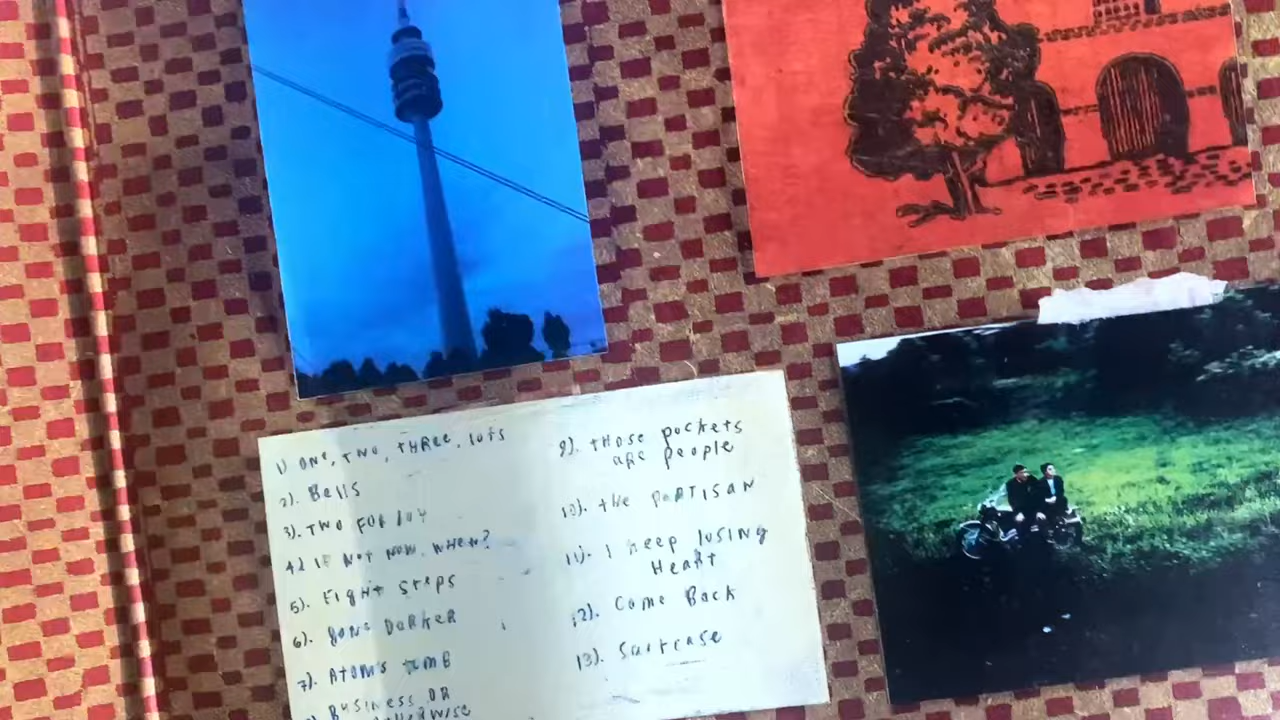 1) ONE, TWO, THREE, LOTS
2). Bells
3). TWO FOR JOY
4) IF NOT NOW, WHEN?
5). EIGHT STEPS
6). GONE DARKER
7). ATOM'S TOMB
BUSINESS OR
OTHERWISE
9). THOSE POCKETS
ARE PEOPLE
10). THE PARTISAN
11). I KEEP LOSING
HeART
12). Come Back
13). Suitcase